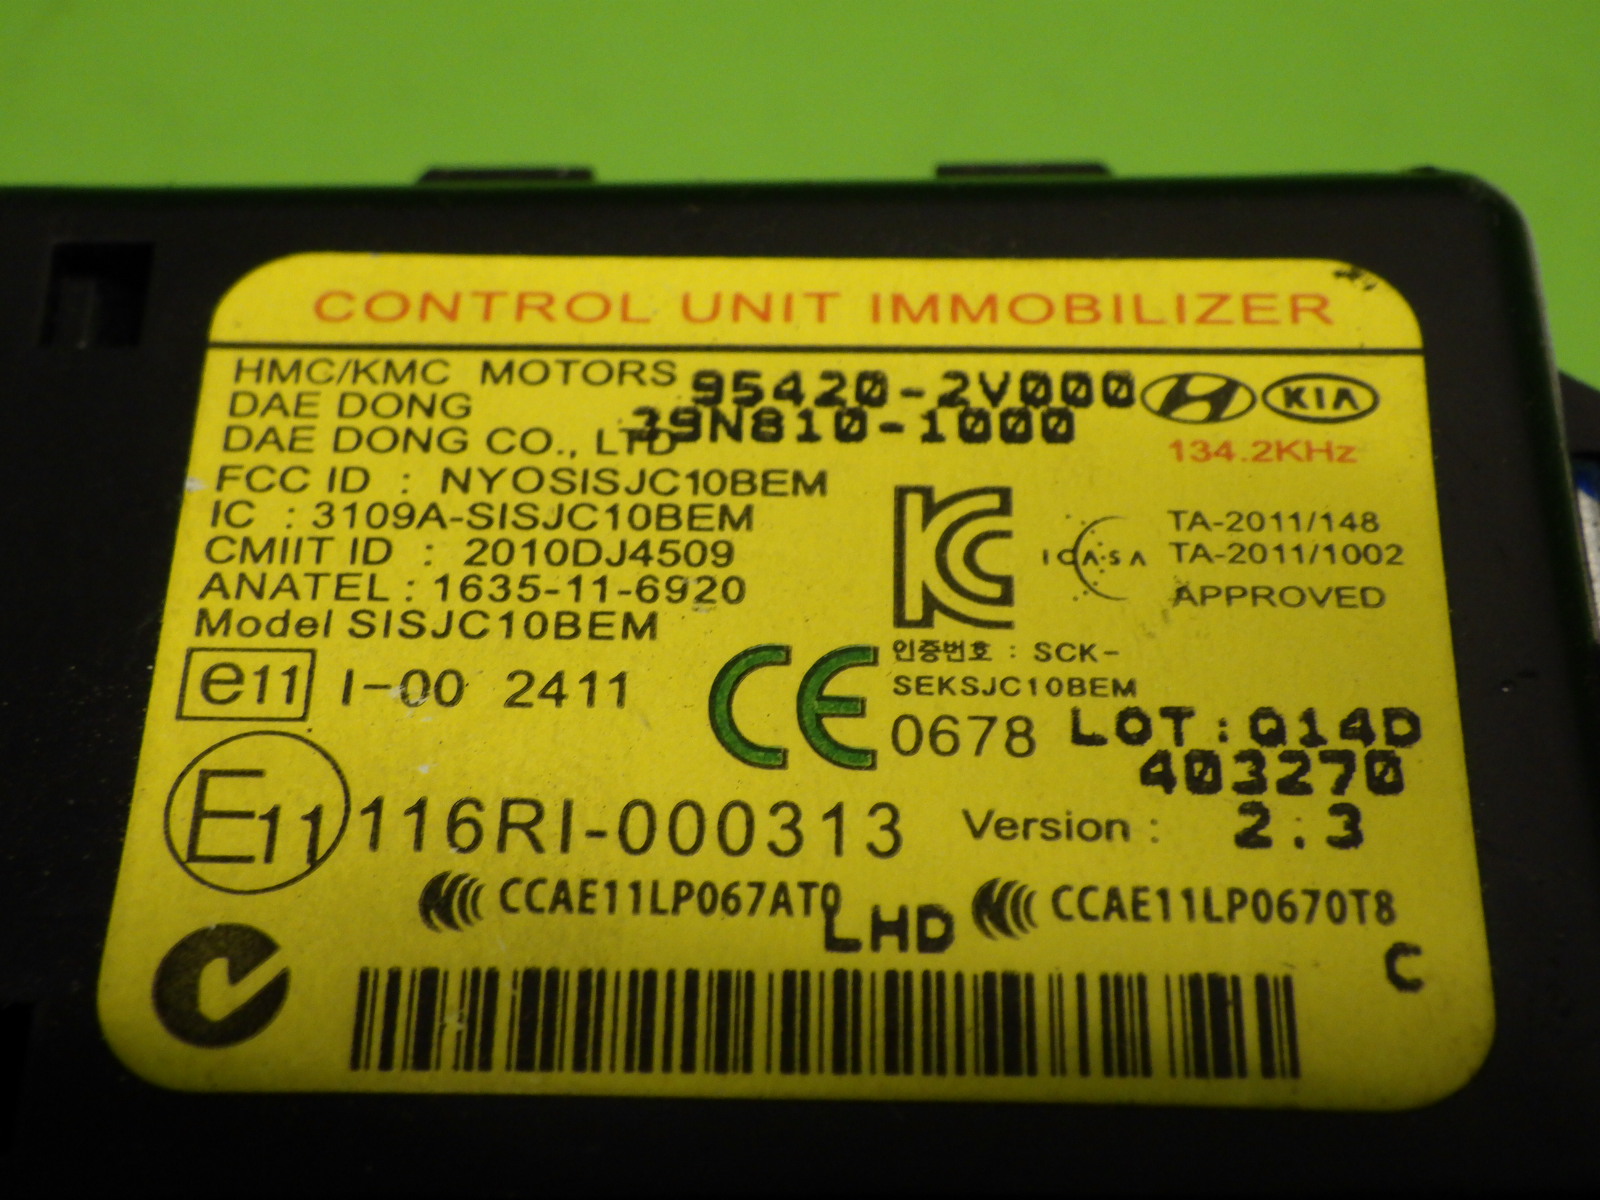 CONTROL UNIT IMMOBILIZER
HMC/KMC MOTORS 95420-2V000 KIA
DAE DONG 39N810-1000
DAE DONG CO., LTD 134.2KHz
FCC ID : NYOSISJC10BEM
IC : 3109A-SISJC10BEM
CMIIT ID : 2010DJ4509
ANATEL : 1635-11-6920
Model SISJC10BEM
KC
ICASA
TA-2011/148
TA-2011/1002
APPROVED
인증번호 : SCK-
SEKSJC10BEM
e11 I-00 2411
CE 0678
LOT:Q14D
403270
E11 116RI-000313
Version : 2.3
CCAE11LP067AT0
LHD
CCAE11LP0670T8
C